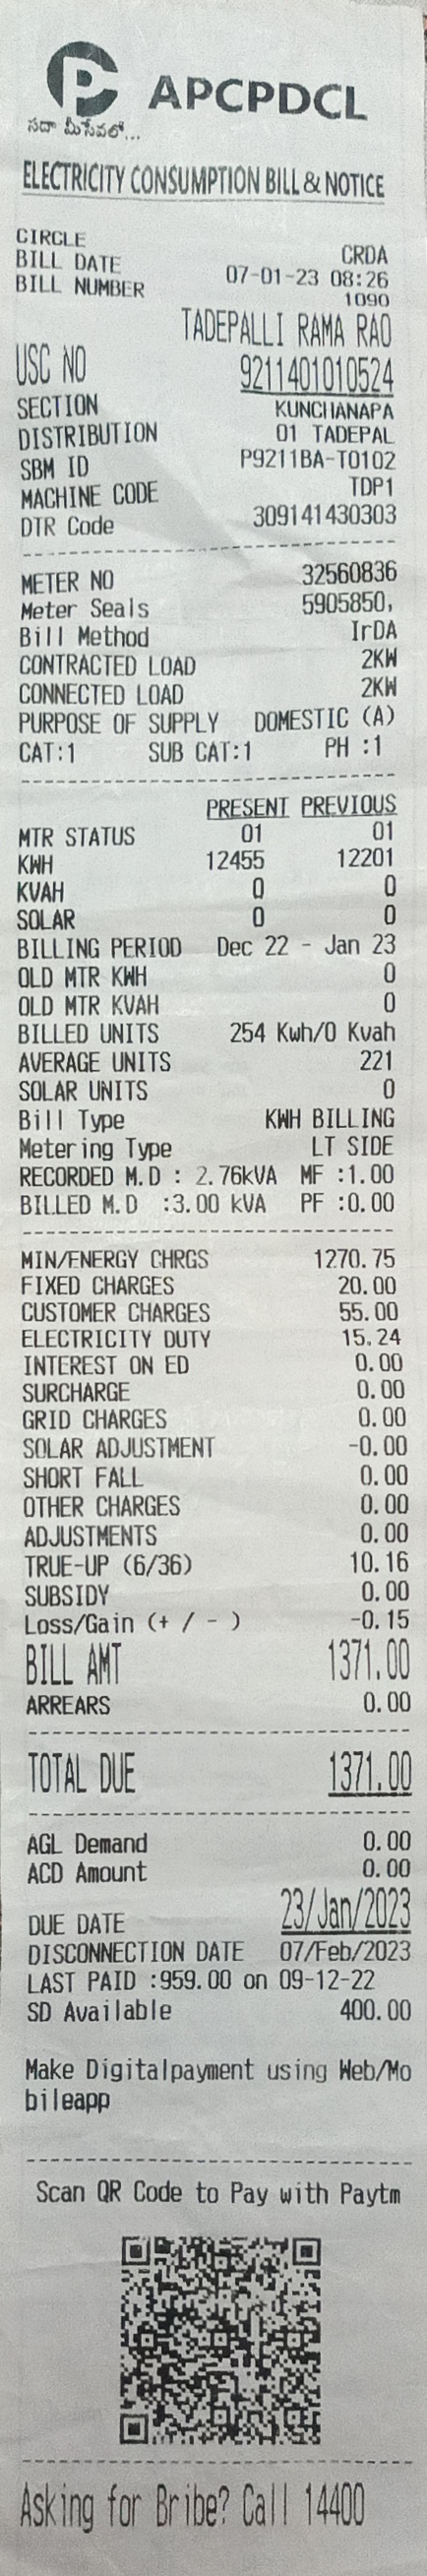 APCPDCL
సదా మీసేవలో...
ELECTRICITY CONSUMPTION BILL & NOTICE
CIRCLE CRDA
BILL DATE 07-01-23 08:26
BILL NUMBER 1090
TADEPALLI RAMA RAO
USC NO 9211401010524
SECTION KUNCHANAPA
DISTRIBUTION 01 TADEPAL
SBM ID P9211BA-T0102
MACHINE CODE TDP1
DTR Code 309141430303
METER NO 32560836
Meter Seals 5905850,
Bill Method IrDA
CONTRACTED LOAD 2KW
CONNECTED LOAD 2KW
PURPOSE OF SUPPLY DOMESTIC (A)
CAT:1 SUB CAT:1 PH :1
PRESENT PREVIOUS
MTR STATUS 01 01
KWH 12455 12201
KVAH 0 0
SOLAR 0 0
BILLING PERIOD Dec 22 - Jan 23
OLD MTR KWH 0
OLD MTR KVAH 0
BILLED UNITS 254 Kwh/0 Kvah
AVERAGE UNITS 221
SOLAR UNITS 0
Bill Type KWH BILLING
Metering Type LT SIDE
RECORDED M.D : 2.76kVA MF :1.00
BILLED M.D :3.00 kVA PF :0.00
MIN/ENERGY CHRGS 1270.75
FIXED CHARGES 20.00
CUSTOMER CHARGES 55.00
ELECTRICITY DUTY 15.24
INTEREST ON ED 0.00
SURCHARGE 0.00
GRID CHARGES 0.00
SOLAR ADJUSTMENT -0.00
SHORT FALL 0.00
OTHER CHARGES 0.00
ADJUSTMENTS 0.00
TRUE-UP (6/36) 10.16
SUBSIDY 0.00
Loss/Gain (+ / - ) -0.15
BILL AMT 1371.00
ARREARS 0.00
TOTAL DUE 1371.00
AGL Demand 0.00
ACD Amount 0.00
DUE DATE 23/Jan/2023
DISCONNECTION DATE 07/Feb/2023
LAST PAID :959.00 on 09-12-22
SD Available 400.00
Make Digitalpayment using Web/Mo
bileapp
Scan QR Code to Pay with Paytm
Asking for Bribe? Call 14400